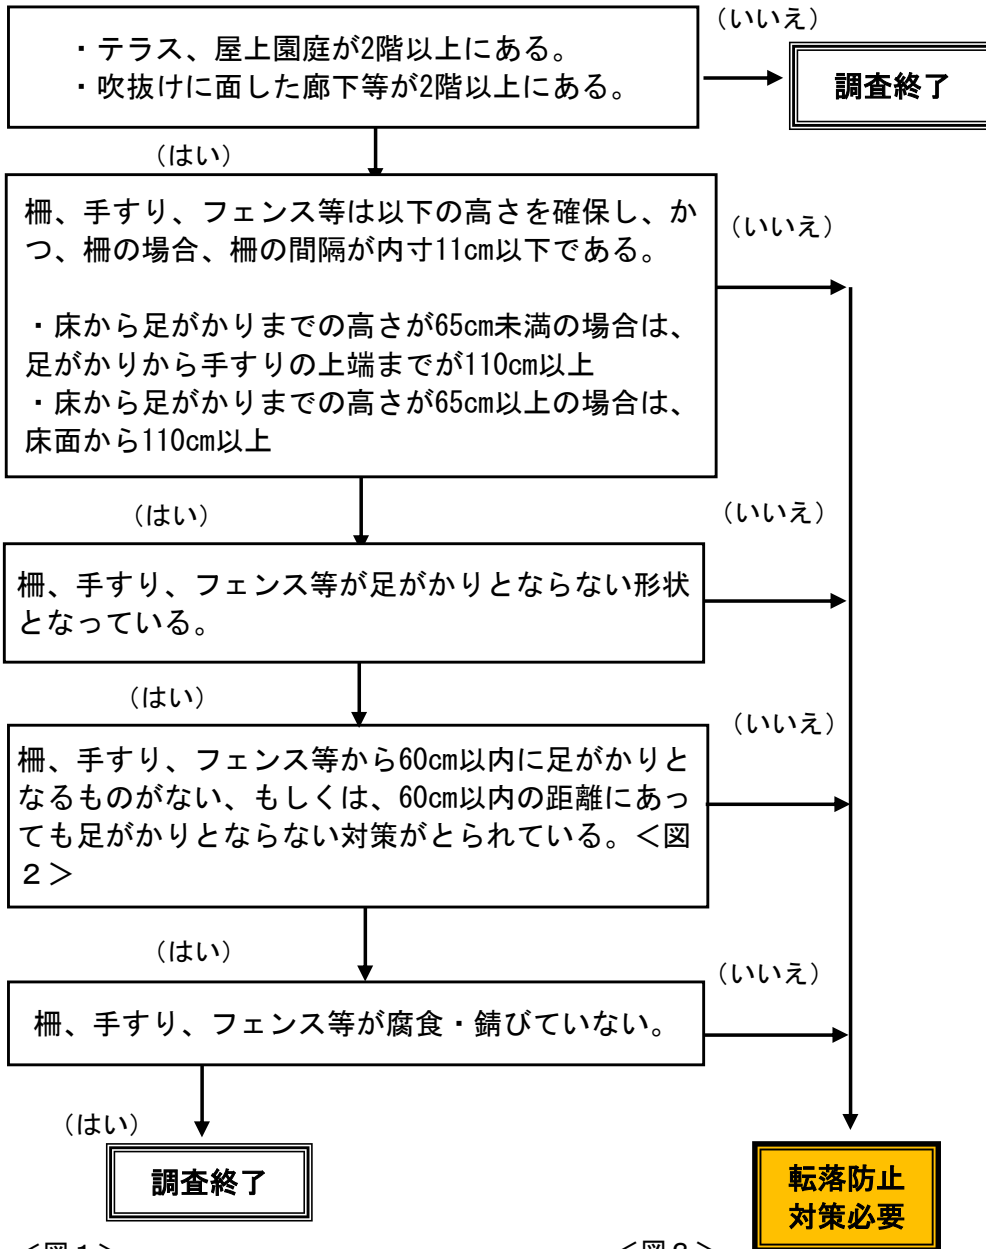 （いいえ）
・テラス、屋上園庭が2階以上にある。
・吹抜けに面した廊下等が2階以上にある。
調査終了
（はい）
柵、手すり、フェンス等は以下の高さを確保し、か
つ、柵の場合、柵の間隔が内寸11cm以下である。
・床から足がかりまでの高さが65cm未満の場合は、
足がかりから手すりの上端までが110cm以上
・床から足がかりまでの高さが65cm以上の場合は、
床面から110cm以上
（いいえ）
（はい）
（いいえ）
柵、手すり、フェンス等が足がかりとならない形状
となっている。
（はい）
（いいえ）
柵、手すり、フェンス等から60cm以内に足がかりと
なるものがない、もしくは、60cm以内の距離にあっ
ても足がかりとならない対策がとられている。＜図
２＞
（はい）
（いいえ）
柵、手すり、フェンス等が腐食・錆びていない。
（はい）
調査終了
転落防止
対策必要
＜図１＞
＜図２＞